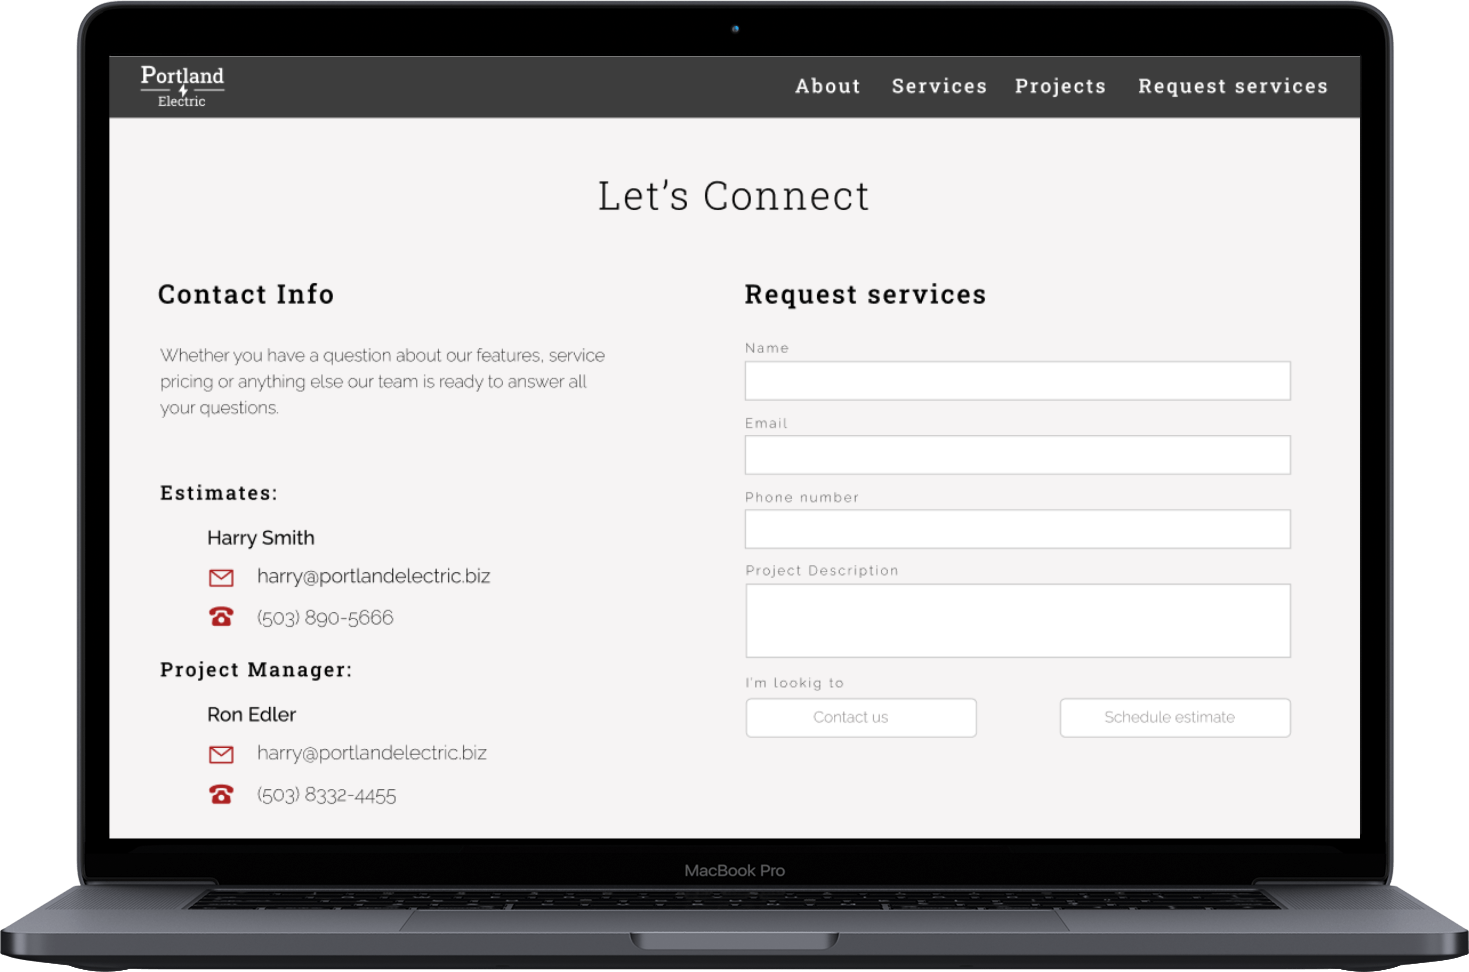 Portland
Electric
About Services Projects Request services
Let's Connect
Contact Info
Whether you have a question about our features, service
pricing or anything else our team is ready to answer all
your questions.
Estimates:
Harry Smith
harry@portlandelectric.biz
(503) 890-5666
Project Manager:
Ron Edler
harry@portlandelectric.biz
(503) 8332-4455
Request services
Name
Email
Phone number
Project Description
I'm lookig to
Contact us
Schedule estimate
MacBook Pro